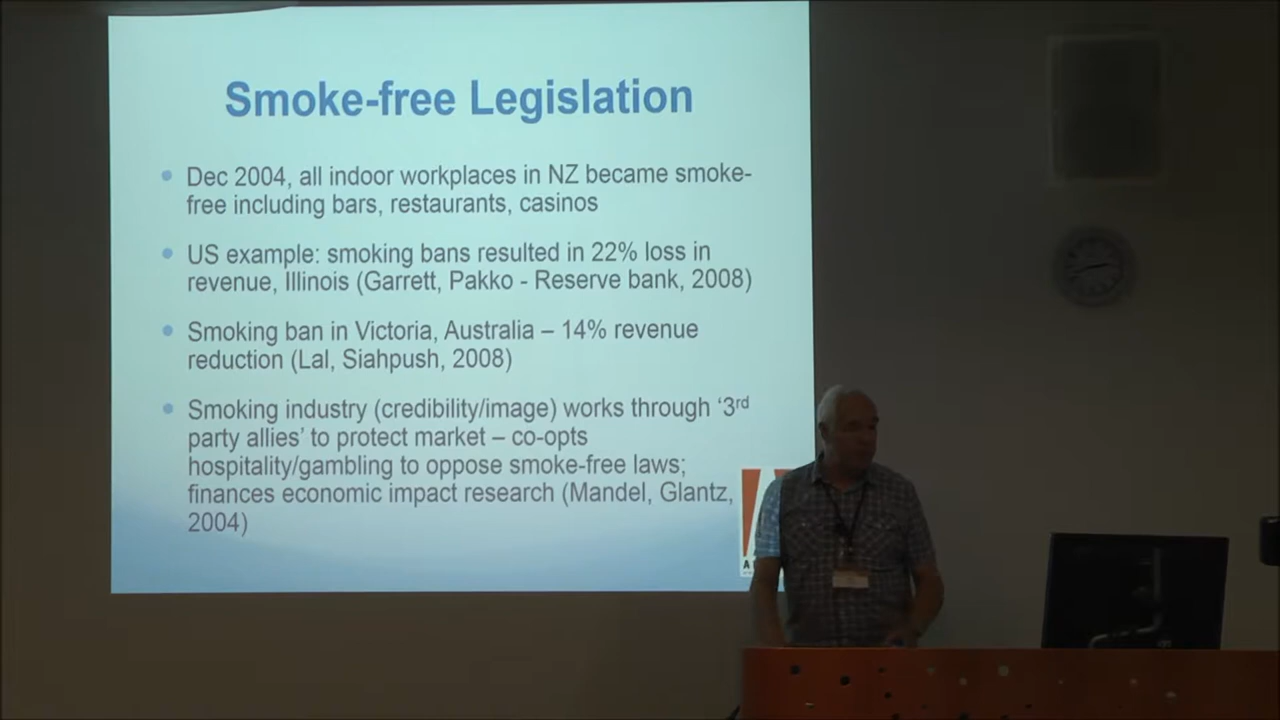 Smoke-free Legislation
• Dec 2004, all indoor workplaces in NZ became smoke-
free including bars, restaurants, casinos
• US example: smoking bans resulted in 22% loss in
revenue, Illinois (Garrett, Pakko - Reserve bank, 2008)
• Smoking ban in Victoria, Australia – 14% revenue
reduction (Lal, Siahpush, 2008)
• Smoking industry (credibility/image) works through ‘3rd
party allies’ to protect market – co-opts
hospitality/gambling to oppose smoke-free laws;
finances economic impact research (Mandel, Glantz,
2004)